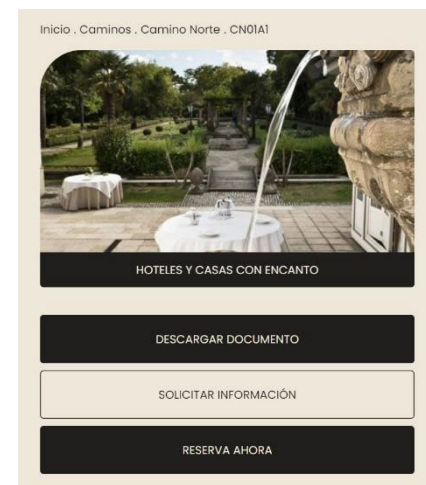 Inicio . Caminos . Camino Norte . CN01A1
HOTELES Y CASAS CON ENCANTO
DESCARGAR DOCUMENTO
SOLICITAR INFORMACIÓN
RESERVA AHORA